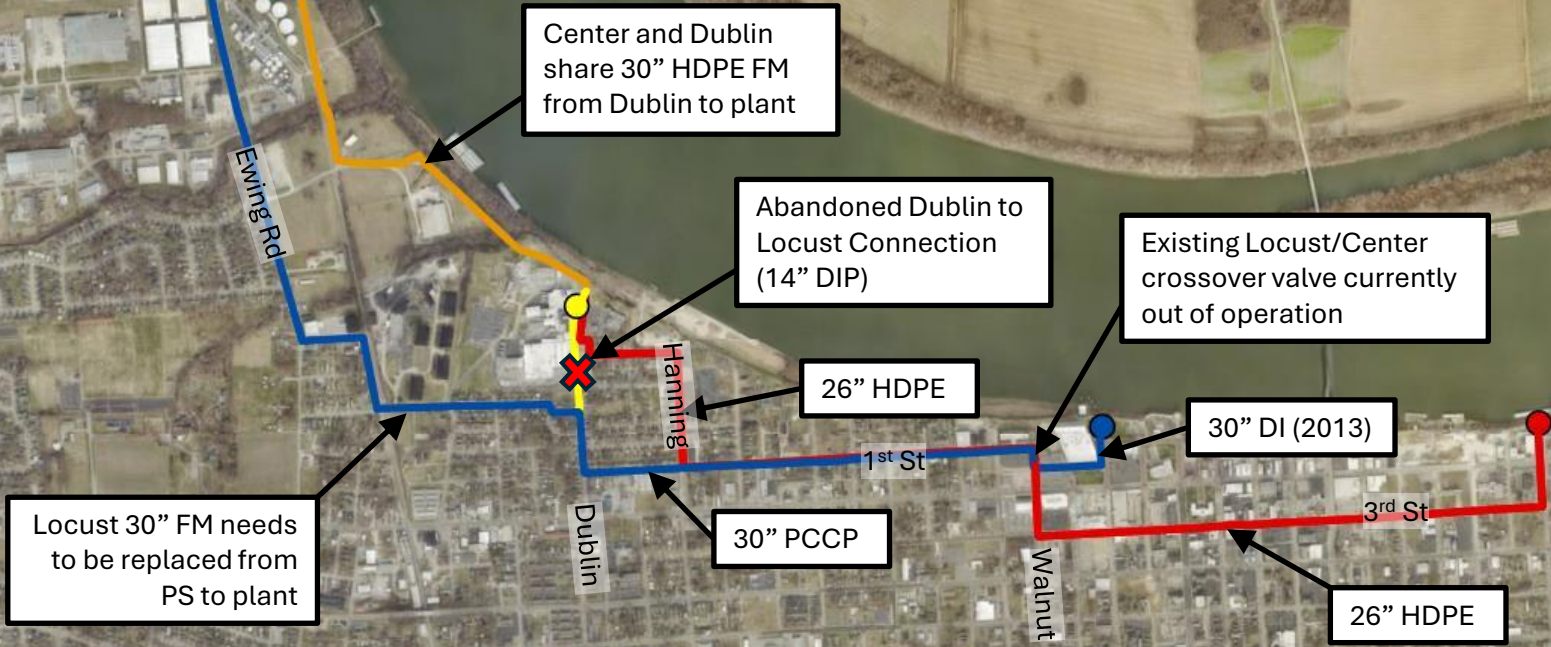 Center and Dublin
share 30” HDPE FM
from Dublin to plant
Ewing Rd
Abandoned Dublin to
Locust Connection
(14” DIP)
Existing Locust/Center
crossover valve currently
out of operation
Hanning
26” HDPE
30” DI (2013)
1st St
3rd St
Locust 30” FM needs
to be replaced from
PS to plant
Dublin
30” PCCP
Walnut
26” HDPE